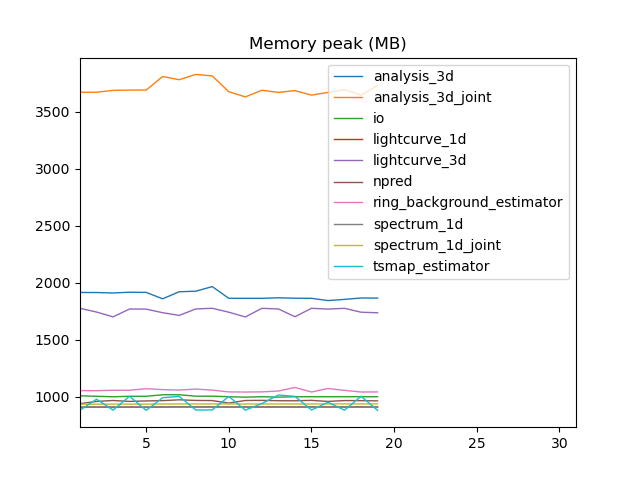 Memory peak (MB)
analysis_3d
analysis_3d_joint
io
lightcurve_1d
lightcurve_3d
npred
ring_background_estimator
spectrum_1d
spectrum_1d_joint
tsmap_estimator
3500
3000
2500
2000
1500
1000
5 10 15 20 25 30